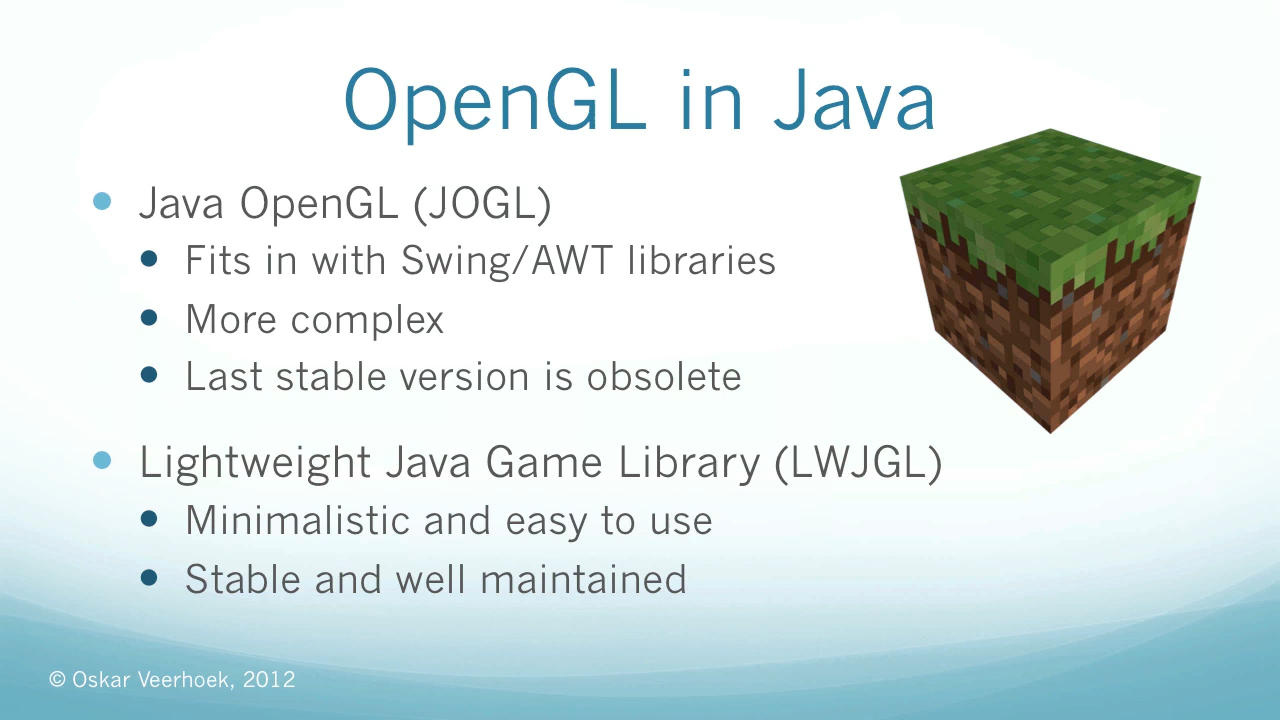 OpenGL in Java
Java OpenGL (JOGL)
Fits in with Swing/AWT libraries
More complex
Last stable version is obsolete
Lightweight Java Game Library (LWJGL)
Minimalistic and easy to use
Stable and well maintained
© Oskar Veerhoek, 2012